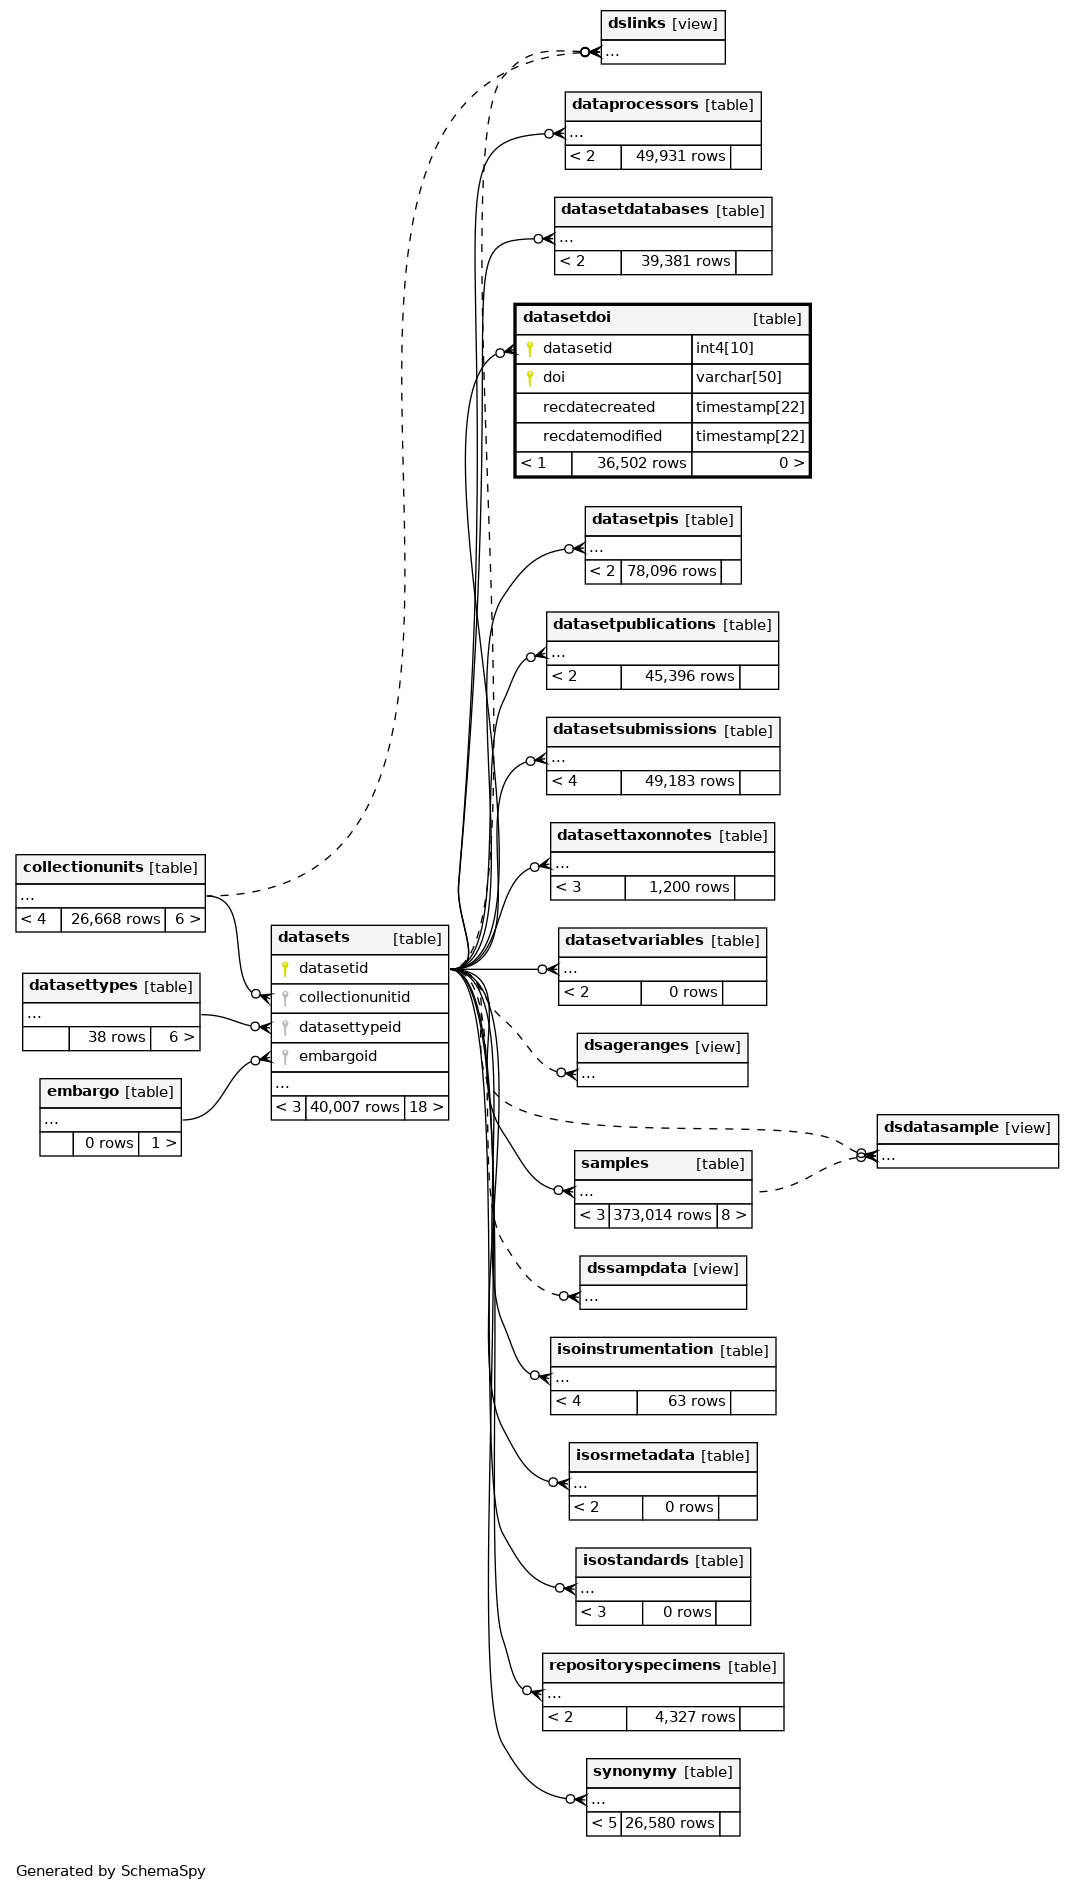 dslinks [view]
...
dataprocessors [table]
...
< 2 49,931 rows
datasetdatabases [table]
...
< 2 39,381 rows
datasetdoi [table]
datasetid int4[10]
doi varchar[50]
recdatecreated timestamp[22]
recdatemodified timestamp[22]
< 1 36,502 rows 0 >
datasetpis [table]
...
< 2 78,096 rows
datasetpublications [table]
...
< 2 45,396 rows
datasetsubmissions [table]
...
< 4 49,183 rows
datasettaxonnotes [table]
...
< 3 1,200 rows
collectionunits [table]
...
< 4 26,668 rows 6 >
datasettypes [table]
...
38 rows 6 >
embargo [table]
...
0 rows 1 >
datasets [table]
datasetid
collectionunitid
datasettypeid
embargoid
...
< 3 40,007 rows 18 >
datasetvariables [table]
...
< 2 0 rows
dsageranges [view]
...
dsdatasample [view]
...
samples [table]
...
< 3 373,014 rows 8 >
dssampdata [view]
...
isoinstrumentation [table]
...
< 4 63 rows
isosrmetadata [table]
...
< 2 0 rows
isostandards [table]
...
< 3 0 rows
repositoryspecimens [table]
...
< 2 4,327 rows
synonymy [table]
...
< 5 26,580 rows
Generated by SchemaSpy